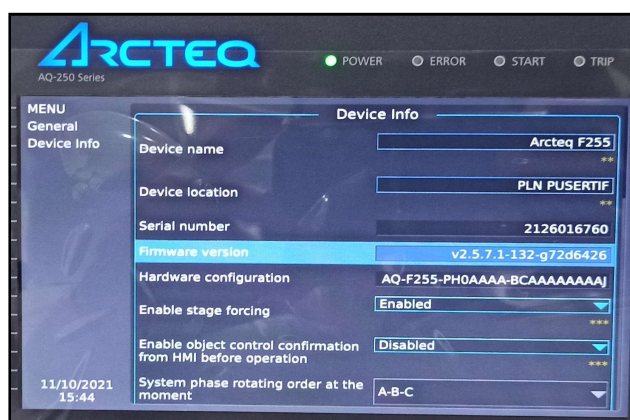 ARCTEQ
AQ-250 Series
POWER ERROR START TRIP
MENU
General
Device Info
Device Info
Device name Arcteq F255
**
Device location PLN PUSERTIF
**
Serial number 2126016760
Firmware version v2.5.7.1-132-g72d6426
Hardware configuration AQ-F255-PH0AAAA-BCAAAAAAAJ
Enable stage forcing Enabled
***
Enable object control confirmation
from HMI before operation Disabled
***
System phase rotating order at the
moment A-B-C
11/10/2021
15:44